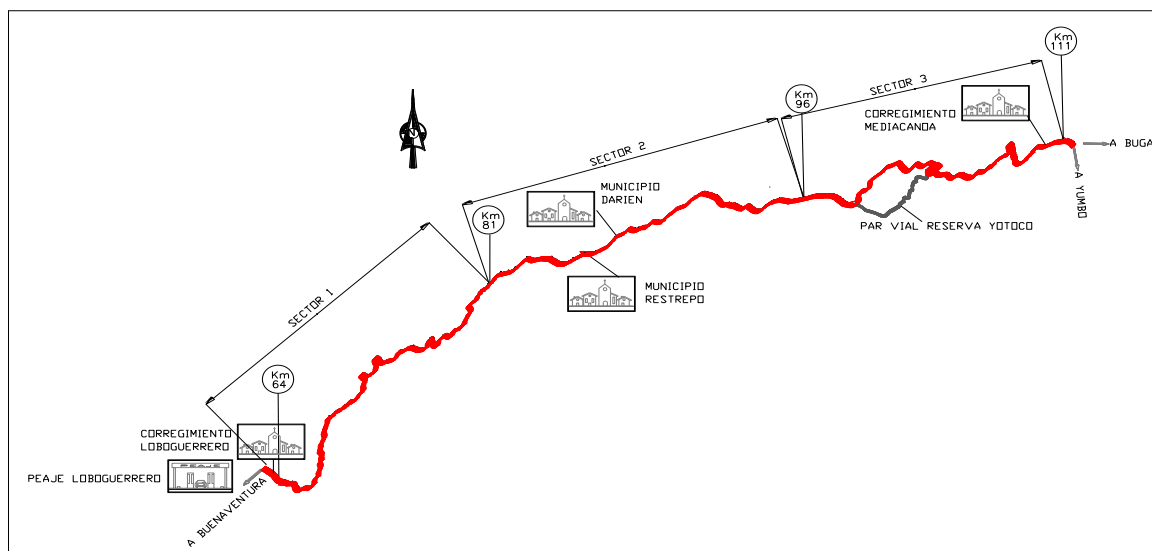 Km
111
SECTOR 3
Km
96
CORREGIMIENTO
MEDIACANOA
A BUGA
A YUMBO
SECTOR 2
N
MUNICIPIO
DARIEN
Km
81
PAR VIAL RESERVA YOTOCO
MUNICIPIO
RESTREPO
SECTOR 1
Km
64
CORREGIMIENTO
LOBOGUERRERO
PEAJE
PEAJE LOBOGUERRERO
A BUENAVENTURA